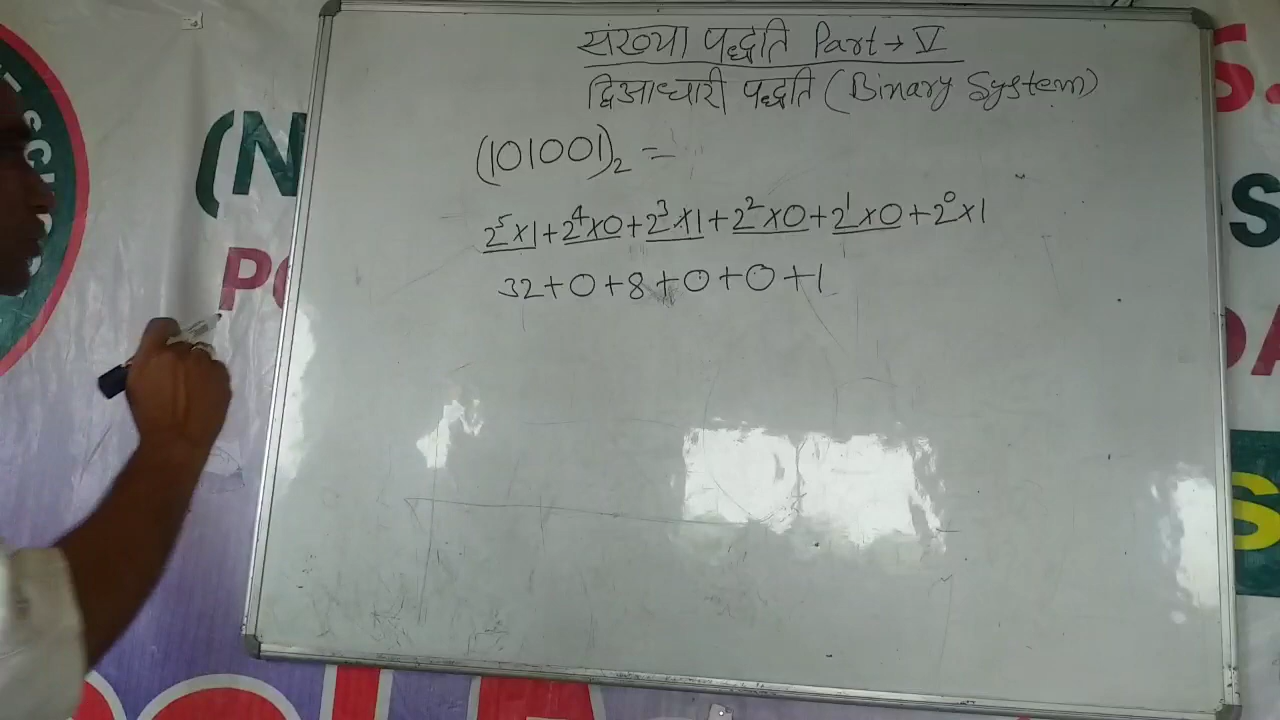 संख्या पद्धति Part → V
द्विआधारी पद्धति (Binary System)
(101001)₂ =
2⁵×1+2⁴×0+2³×1+2²×0+2¹×0+2⁰×1
32+0+8+0+0+1
(N
S.
S